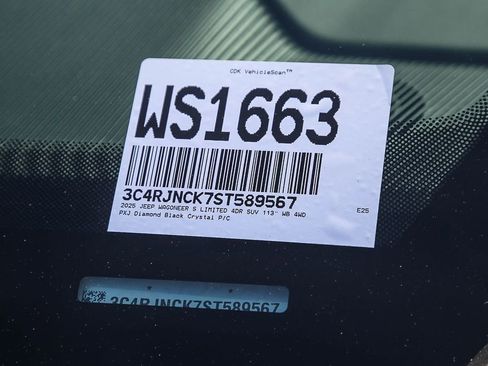 CDK VehicleScan™
WS1663
3C4RJNCK7ST589567
2025 JEEP WAGONEER S LIMITED 4DR SUV 113" WB 4WD
E25
PXJ Diamond Black Crystal P/C
3C4RJNCK7ST589567